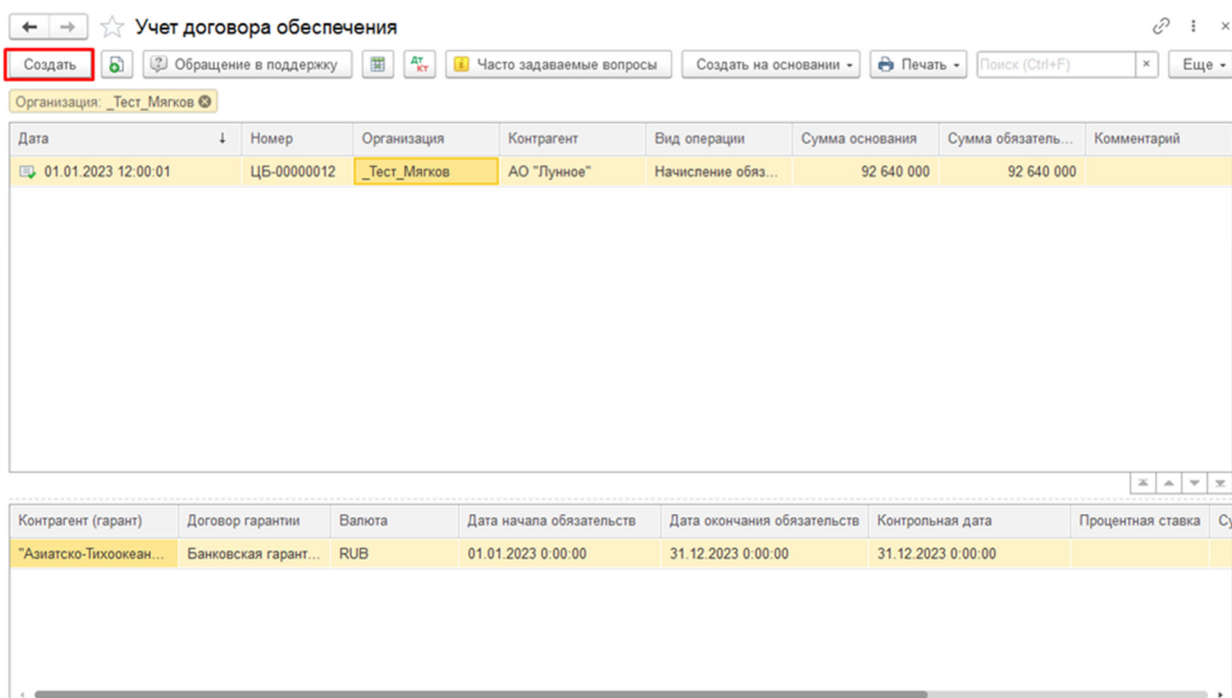 Учет договора обеспечения
Создать Обращение в поддержку Дт Кт Часто задаваемые вопросы Создать на основании Печать Поиск (Ctrl+F) × Еще
Организация: _Тест_Мягков
Дата ↓ Номер Организация Контрагент Вид операции Сумма основания Сумма обязатель... Комментарий
01.01.2023 12:00:01 ЦБ-00000012 _Тест_Мягков АО "Лунное" Начисление обяз... 92 640 000 92 640 000
Контрагент (гарант) Договор гарантии Валюта Дата начала обязательств Дата окончания обязательств Контрольная дата Процентная ставка Су
"Азиатско-Тихоокеан... Банковская гарант... RUB 01.01.2023 0:00:00 31.12.2023 0:00:00 31.12.2023 0:00:00